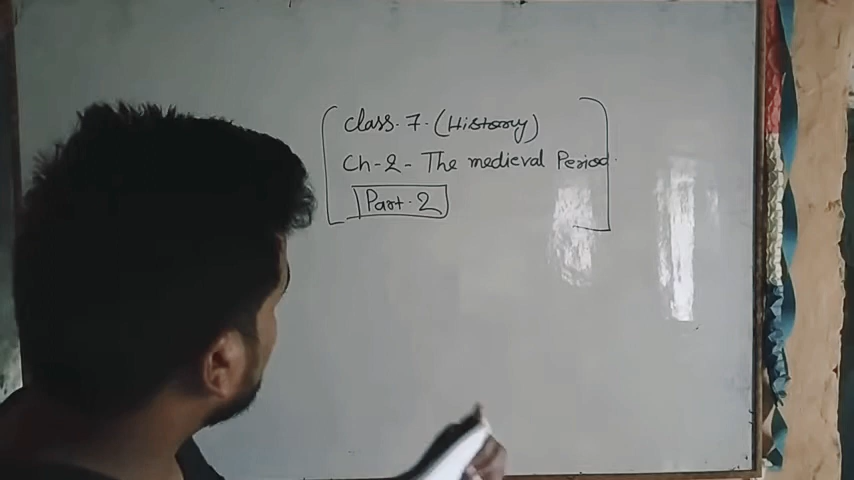 Class. 7. (History)
Ch-2- The medieval Period.
Part. 2